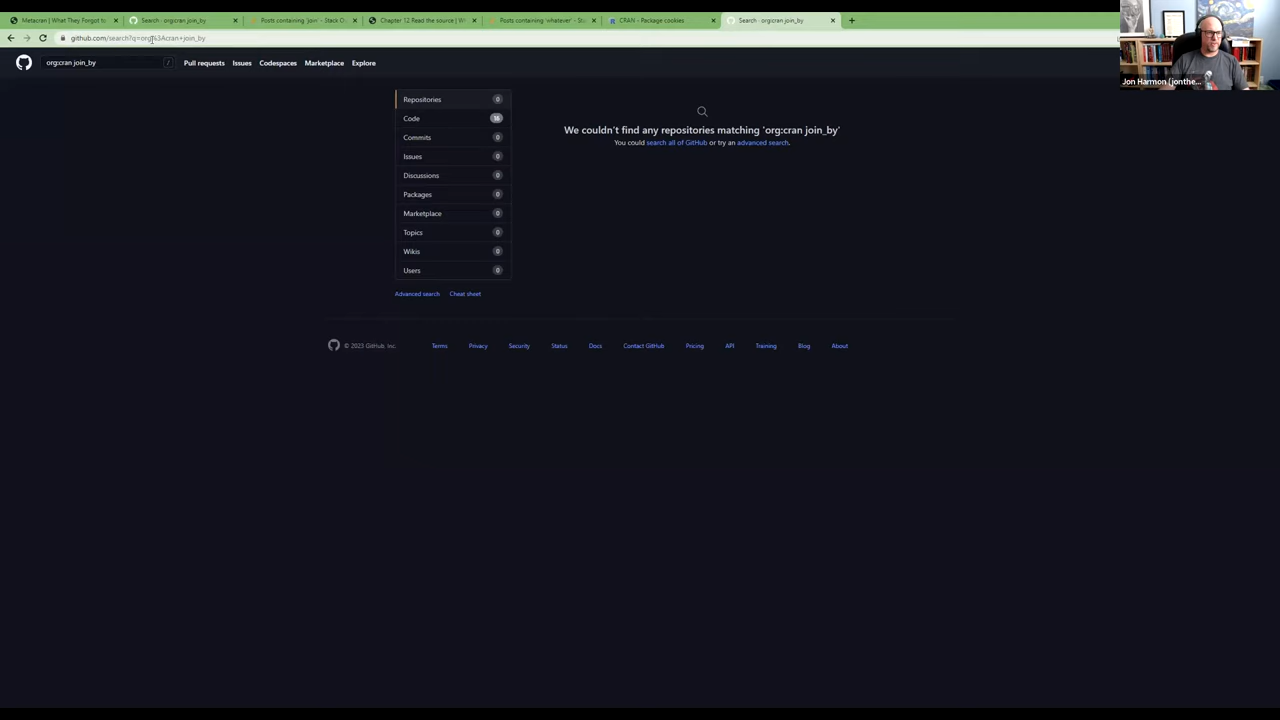 Metacran | What They Forgot to
Search · org:cran join_by
Posts containing 'join' - Stack O
Chapter 12 Read the source | W
Posts containing 'whatever' - St
CRAN - Package cookies
Search · org:cran join_by
github.com/search?q=org%3Acran+join_by
org:cran join_by /
Pull requests Issues Codespaces Marketplace Explore
Jon Harmon (jonthe...
Repositories 0
Code 16
Commits 0
Issues 0
Discussions 0
Packages 0
Marketplace 0
Topics 0
Wikis 0
Users 0
Advanced search Cheat sheet
We couldn't find any repositories matching 'org:cran join_by'
You could search all of GitHub or try an advanced search.
© 2023 GitHub, Inc. Terms Privacy Security Status Docs Contact GitHub Pricing API Training Blog About